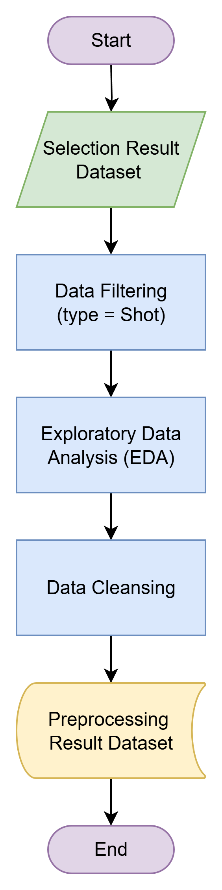 Start
Selection Result
Dataset
Data Filtering
(type = Shot)
Exploratory Data
Analysis (EDA)
Data Cleansing
Preprocessing
Result Dataset
End